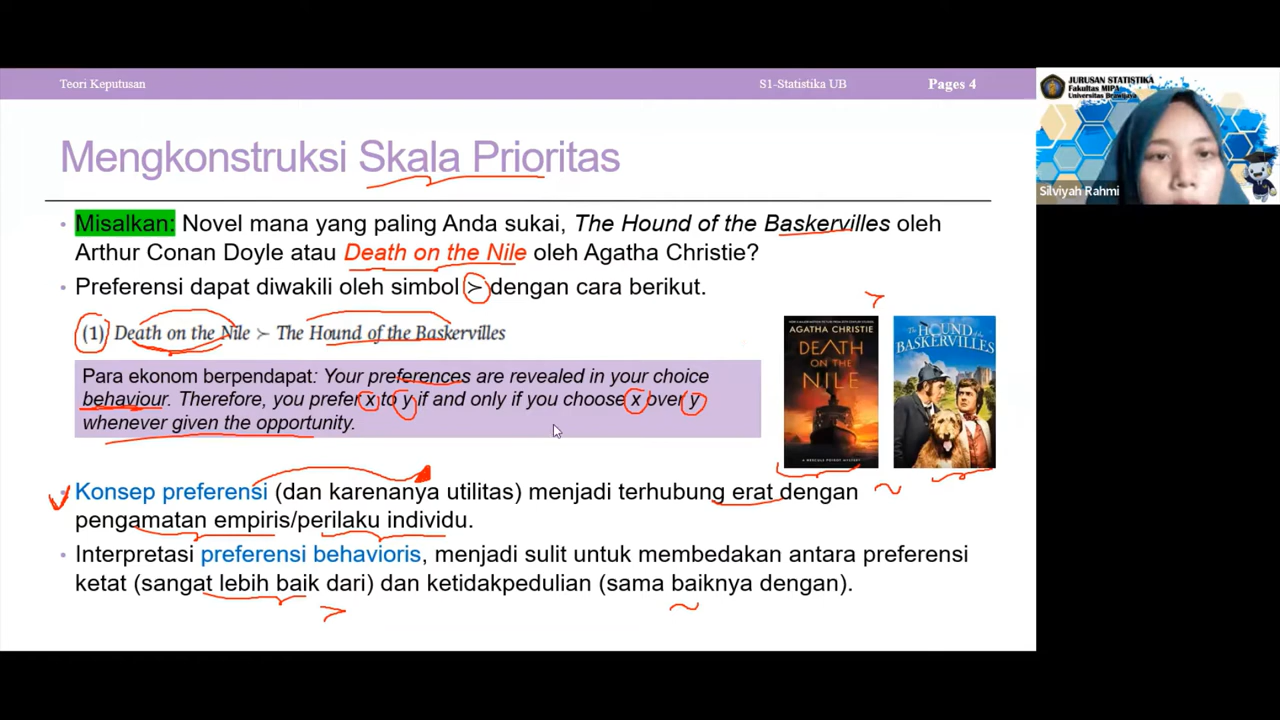 Teori Keputusan
S1-Statistika UB
Pages 4
Mengkonstruksi Skala Prioritas
Misalkan: Novel mana yang paling Anda sukai, The Hound of the Baskervilles oleh
Arthur Conan Doyle atau Death on the Nile oleh Agatha Christie?
Preferensi dapat diwakili oleh simbol ≻ dengan cara berikut.
(1) Death on the Nile ≻ The Hound of the Baskervilles
Para ekonom berpendapat: Your preferences are revealed in your choice
behaviour. Therefore, you prefer x to y if and only if you choose x over y
whenever given the opportunity.
≻
AGATHA CHRISTIE
DEATH
ON THE
NILE
A HERCULE POIROT MYSTERY
The HOUND of the
BASKERVILLES
~
Konsep preferensi (dan karenanya utilitas) menjadi terhubung erat dengan
pengamatan empiris/perilaku individu.
Interpretasi preferensi behavioris, menjadi sulit untuk membedakan antara preferensi
ketat (sangat lebih baik dari) dan ketidakpedulian (sama baiknya dengan).
≻
~
JURUSAN STATISTIKA
Fakultas MIPA
Universitas Brawijaya
Silviyah Rahmi